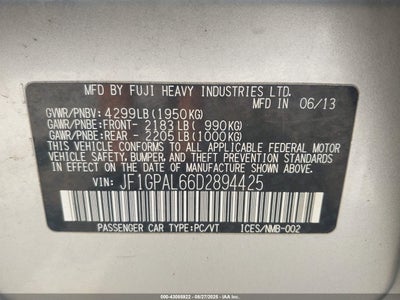 MFD BY FUJI HEAVY INDUSTRIES LTD.
IN 06/13
GVWR/PNBV: 4299LB(1950KG)
GAWR/PNBE:FRONT- 2183LB( 990KG)
GAWR/PNBE:REAR - 2205LB(1000KG)
THIS VEHICLE CONFORMS TO ALL
APPLICABLE FEDERAL MOTOR VEHICLE
SAFETY, BUMPER, AND THEFT PREVENTION
STANDARDS IN EFFECT ON THE
DATE OF MANUFACTURE SHOWN ABOVE.
VIN: JF1GPAL66D2894425
PASSENGER CAR TYPE:PC/VT ICES/NMB-002